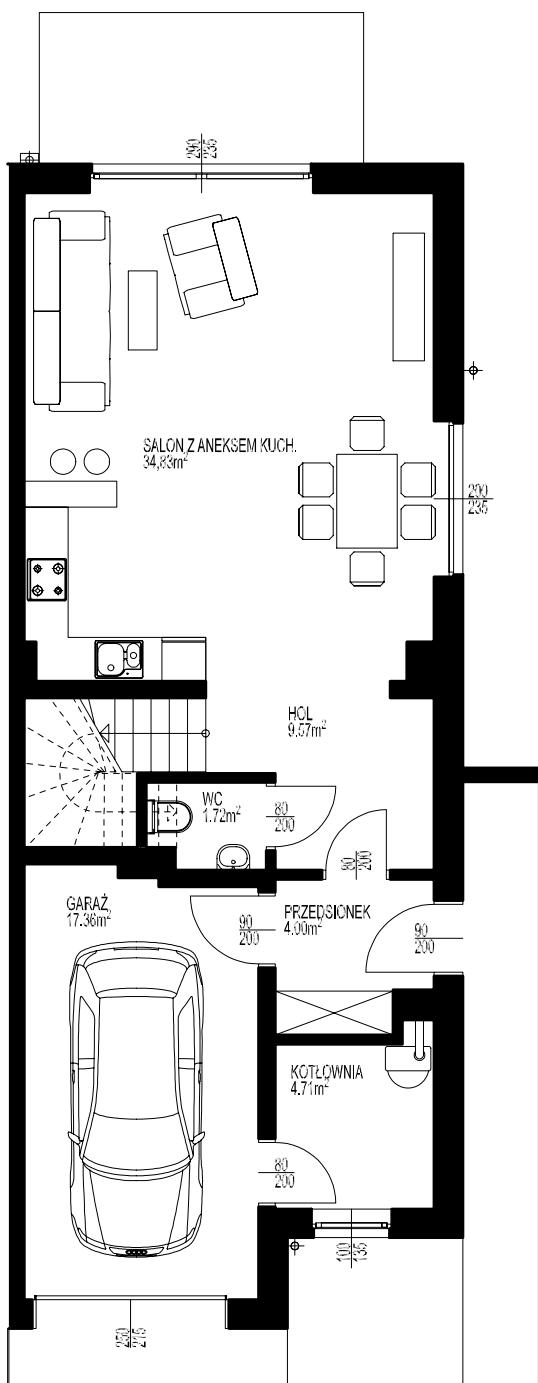 290
235
SALON Z ANEKSEM KUCH.
34,83m²
200
235
HOL
9.57m²
WC
1.72m²
80
200
80
200
GARAŻ
17.36m²
90
200
PRZEDSIONEK
4.00m²
90
200
KOTŁOWNIA
4.71m²
80
200
100
135
250
215